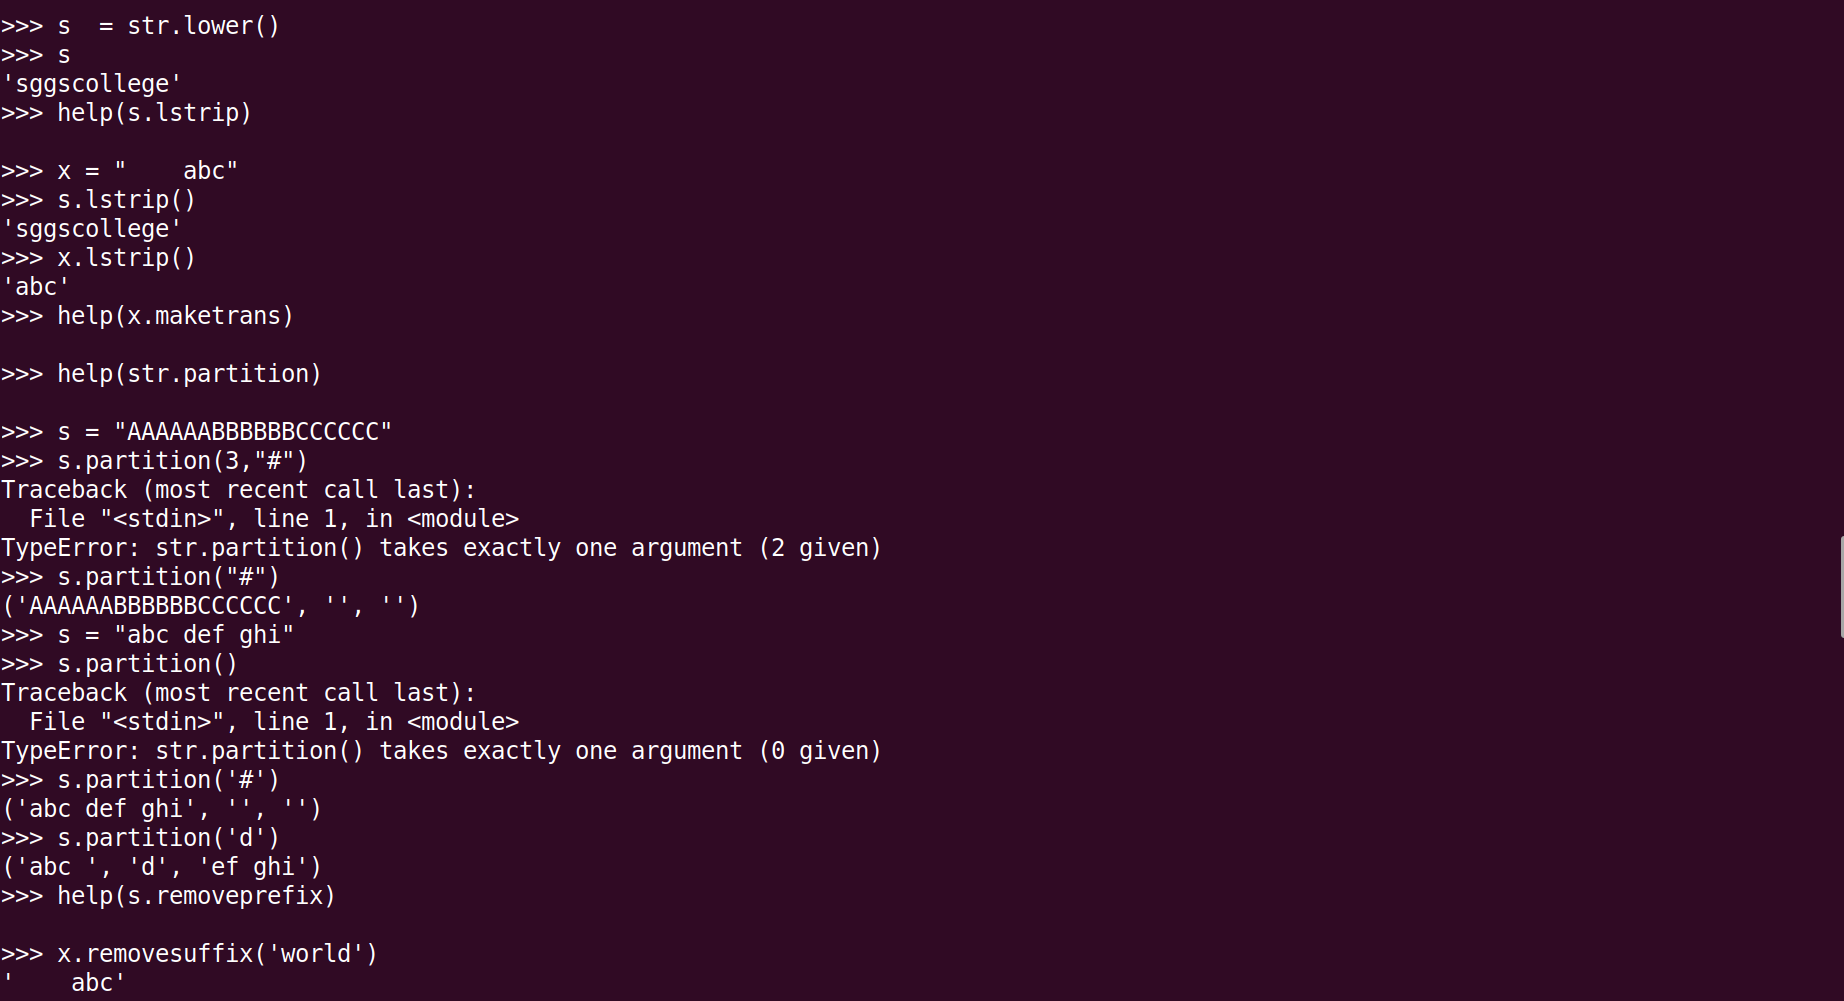 >>> s  = str.lower()
>>> s
'sggscollege'
>>> help(s.lstrip)

>>> x = "    abc"
>>> s.lstrip()
'sggscollege'
>>> x.lstrip()
'abc'
>>> help(x.maketrans)

>>> help(str.partition)

>>> s = "AAAAAABBBBBBCCCCCC"
>>> s.partition(3,"#")
Traceback (most recent call last):
  File "<stdin>", line 1, in <module>
TypeError: str.partition() takes exactly one argument (2 given)
>>> s.partition("#")
('AAAAAABBBBBBCCCCCC', '', '')
>>> s = "abc def ghi"
>>> s.partition()
Traceback (most recent call last):
  File "<stdin>", line 1, in <module>
TypeError: str.partition() takes exactly one argument (0 given)
>>> s.partition('#')
('abc def ghi', '', '')
>>> s.partition('d')
('abc ', 'd', 'ef ghi')
>>> help(s.removeprefix)

>>> x.removesuffix('world')
'    abc'